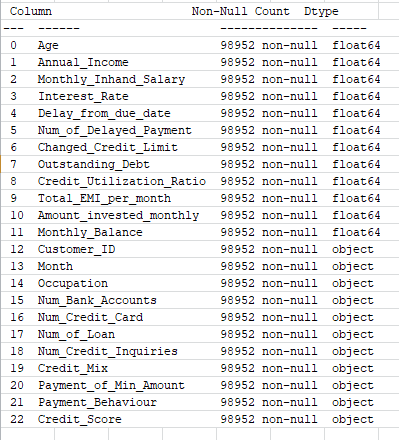 Column Non-Null Count Dtype
--- ------ -------------- -----
0 Age 98952 non-null float64
1 Annual_Income 98952 non-null float64
2 Monthly_Inhand_Salary 98952 non-null float64
3 Interest_Rate 98952 non-null float64
4 Delay_from_due_date 98952 non-null float64
5 Num_of_Delayed_Payment 98952 non-null float64
6 Changed_Credit_Limit 98952 non-null float64
7 Outstanding_Debt 98952 non-null float64
8 Credit_Utilization_Ratio 98952 non-null float64
9 Total_EMI_per_month 98952 non-null float64
10 Amount_invested_monthly 98952 non-null float64
11 Monthly_Balance 98952 non-null float64
12 Customer_ID 98952 non-null object
13 Month 98952 non-null object
14 Occupation 98952 non-null object
15 Num_Bank_Accounts 98952 non-null object
16 Num_Credit_Card 98952 non-null object
17 Num_of_Loan 98952 non-null object
18 Num_Credit_Inquiries 98952 non-null object
19 Credit_Mix 98952 non-null object
20 Payment_of_Min_Amount 98952 non-null object
21 Payment_Behaviour 98952 non-null object
22 Credit_Score 98952 non-null object